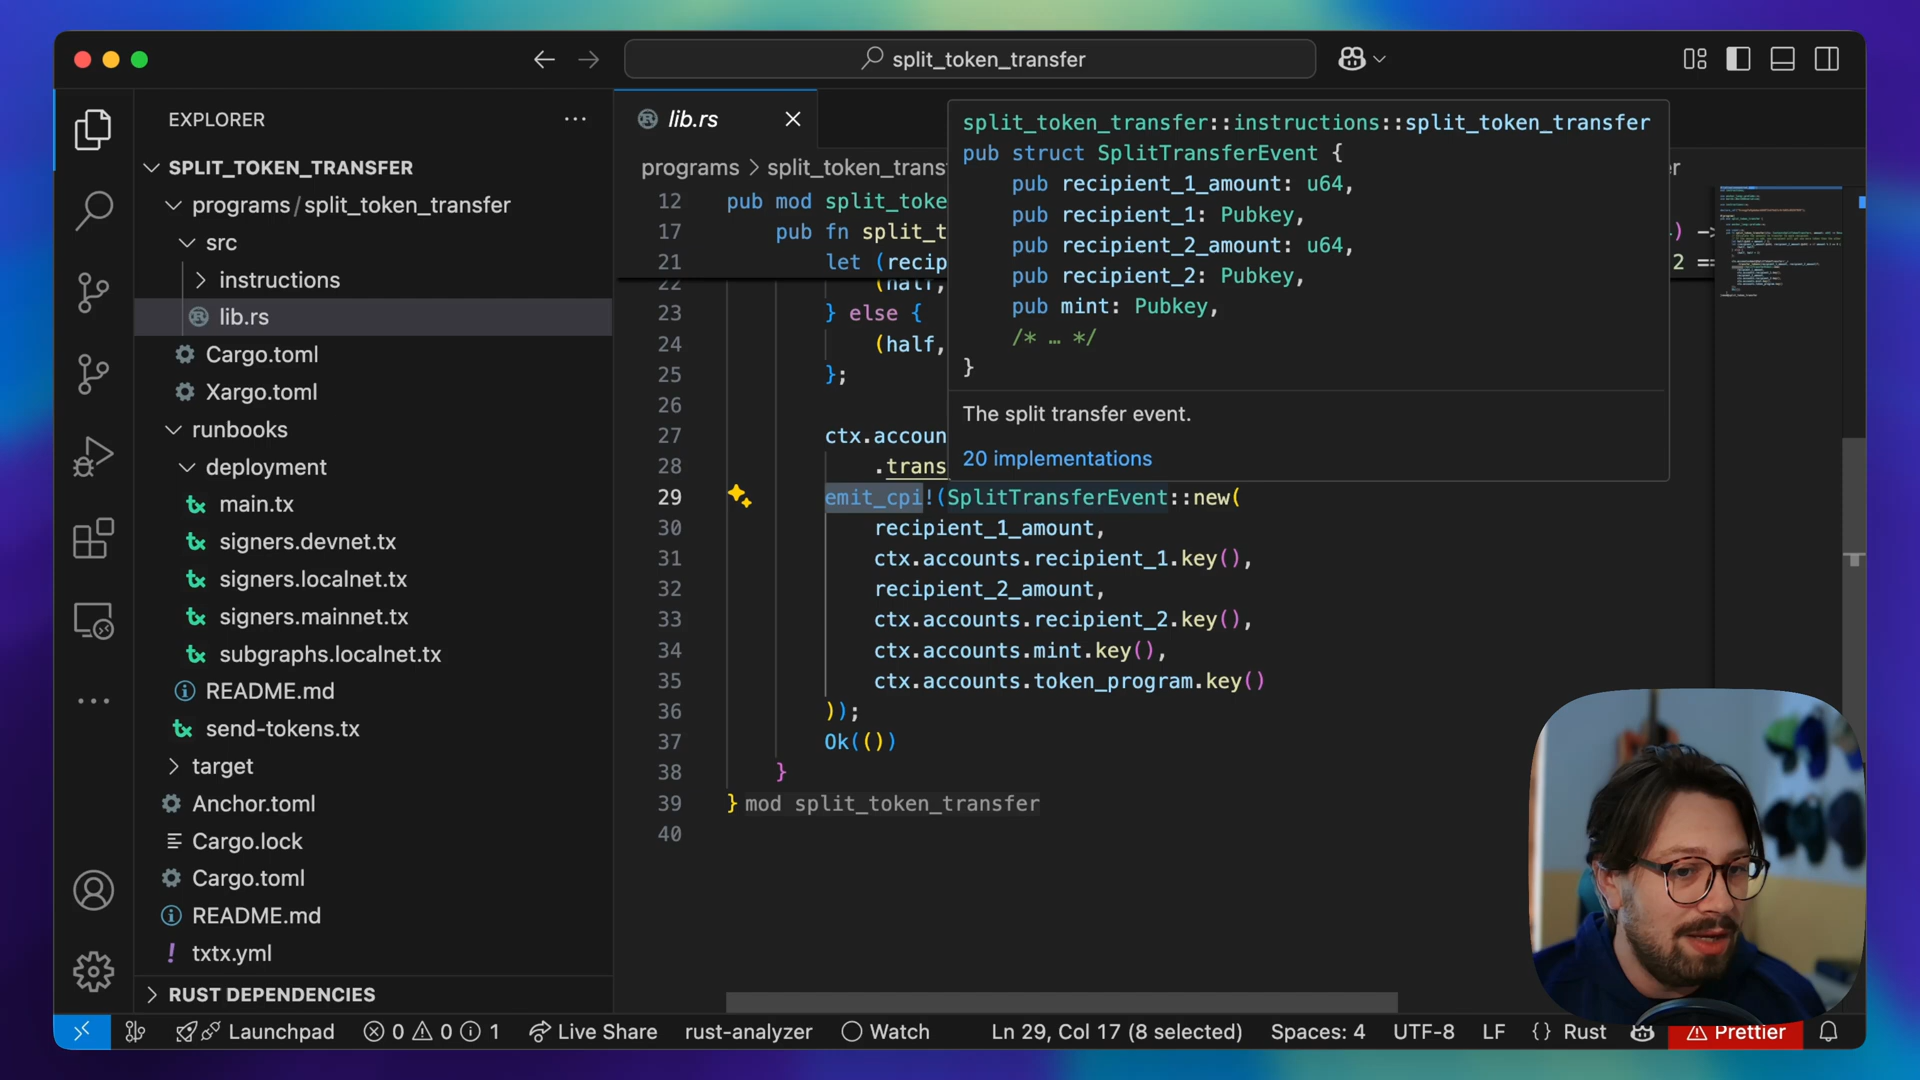 split_token_transfer
EXPLORER
SPLIT_TOKEN_TRANSFER
programs/split_token_transfer
src
instructions
lib.rs
Cargo.toml
Xargo.toml
runbooks
deployment
main.tx
signers.devnet.tx
signers.localnet.tx
signers.mainnet.tx
subgraphs.localnet.tx
README.md
send-tokens.tx
target
Anchor.toml
Cargo.lock
Cargo.toml
README.md
txtx.yml
RUST DEPENDENCIES
lib.rs
programs > split_token_trans
split_token_transfer::instructions::split_token_transfer
pub struct SplitTransferEvent {
pub recipient_1_amount: u64,
pub recipient_1: Pubkey,
pub recipient_2_amount: u64,
pub recipient_2: Pubkey,
pub mint: Pubkey,
/* … */
}
The split transfer event.
20 implementations
12 pub mod split_toke
17 pub fn split_t ) ->
21 let (recip 2 ==
22 (half,
23 } else {
24 (half,
25 };
26
27 ctx.accoun
28 .trans
29 emit_cpi!(SplitTransferEvent::new(
30 recipient_1_amount,
31 ctx.accounts.recipient_1.key(),
32 recipient_2_amount,
33 ctx.accounts.recipient_2.key(),
34 ctx.accounts.mint.key(),
35 ctx.accounts.token_program.key()
36 ));
37 Ok(())
38 }
39 } mod split_token_transfer
40
Launchpad 0 0 1 Live Share rust-analyzer Watch Ln 29, Col 17 (8 selected) Spaces: 4 UTF-8 LF {} Rust Prettier